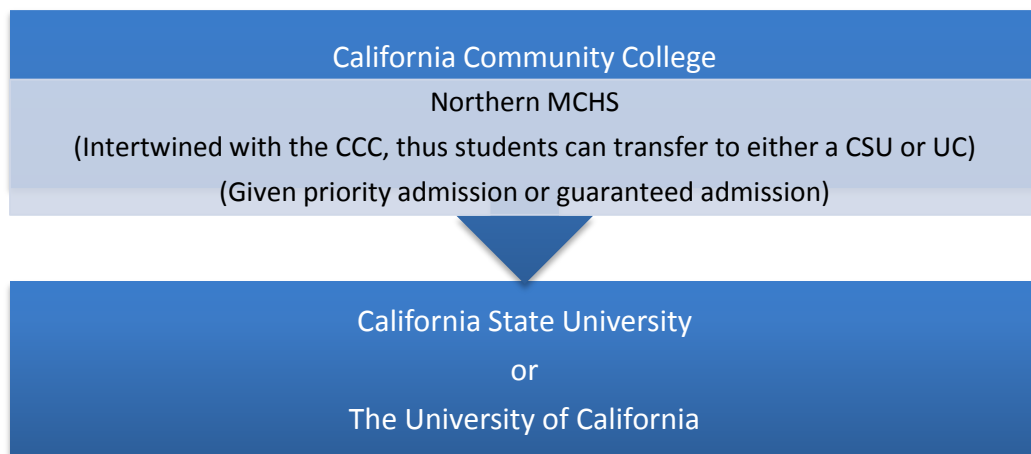 California Community College
Northern MCHS
(Intertwined with the CCC, thus students can transfer to either a CSU or UC)
(Given priority admission or guaranteed admission)
California State University
or
The University of California